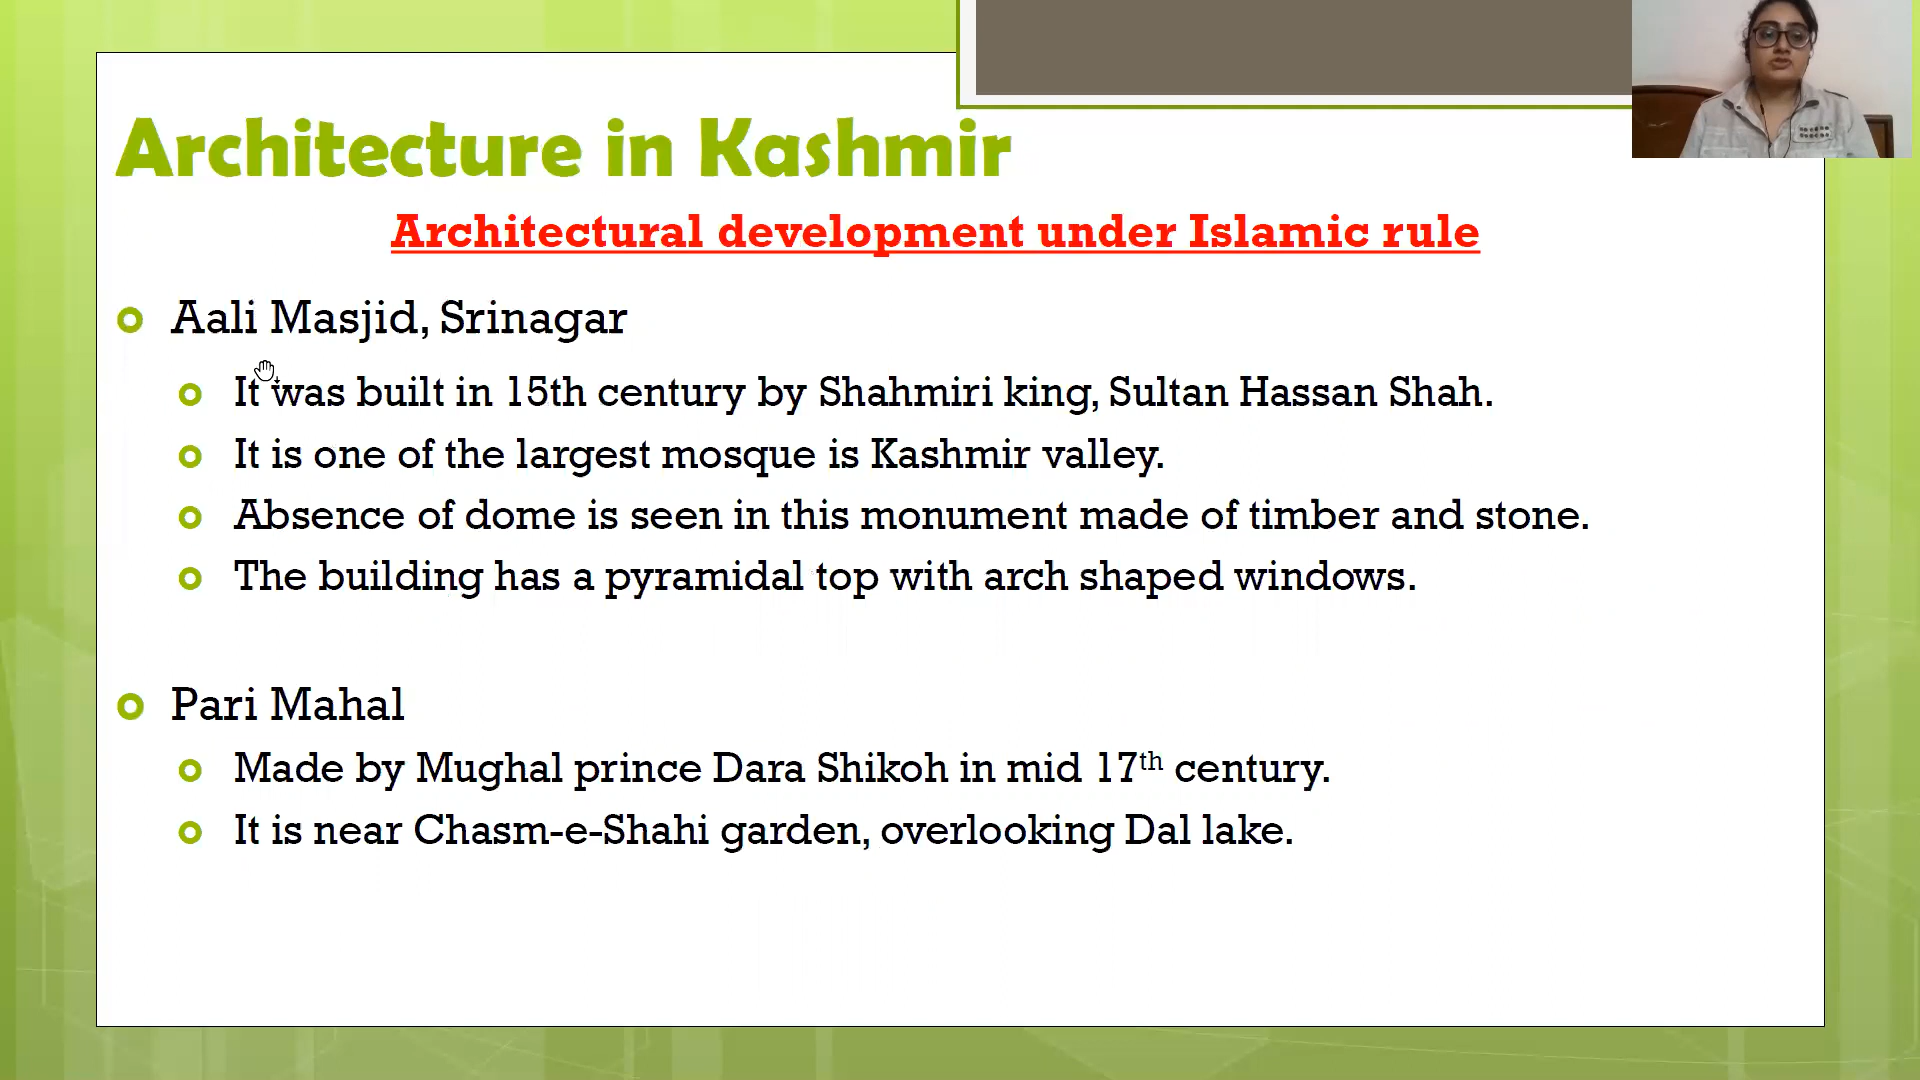 Architecture in Kashmir
Architectural development under Islamic rule
Aali Masjid, Srinagar
It was built in 15th century by Shahmiri king, Sultan Hassan Shah.
It is one of the largest mosque is Kashmir valley.
Absence of dome is seen in this monument made of timber and stone.
The building has a pyramidal top with arch shaped windows.
Pari Mahal
Made by Mughal prince Dara Shikoh in mid 17th century.
It is near Chasm-e-Shahi garden, overlooking Dal lake.